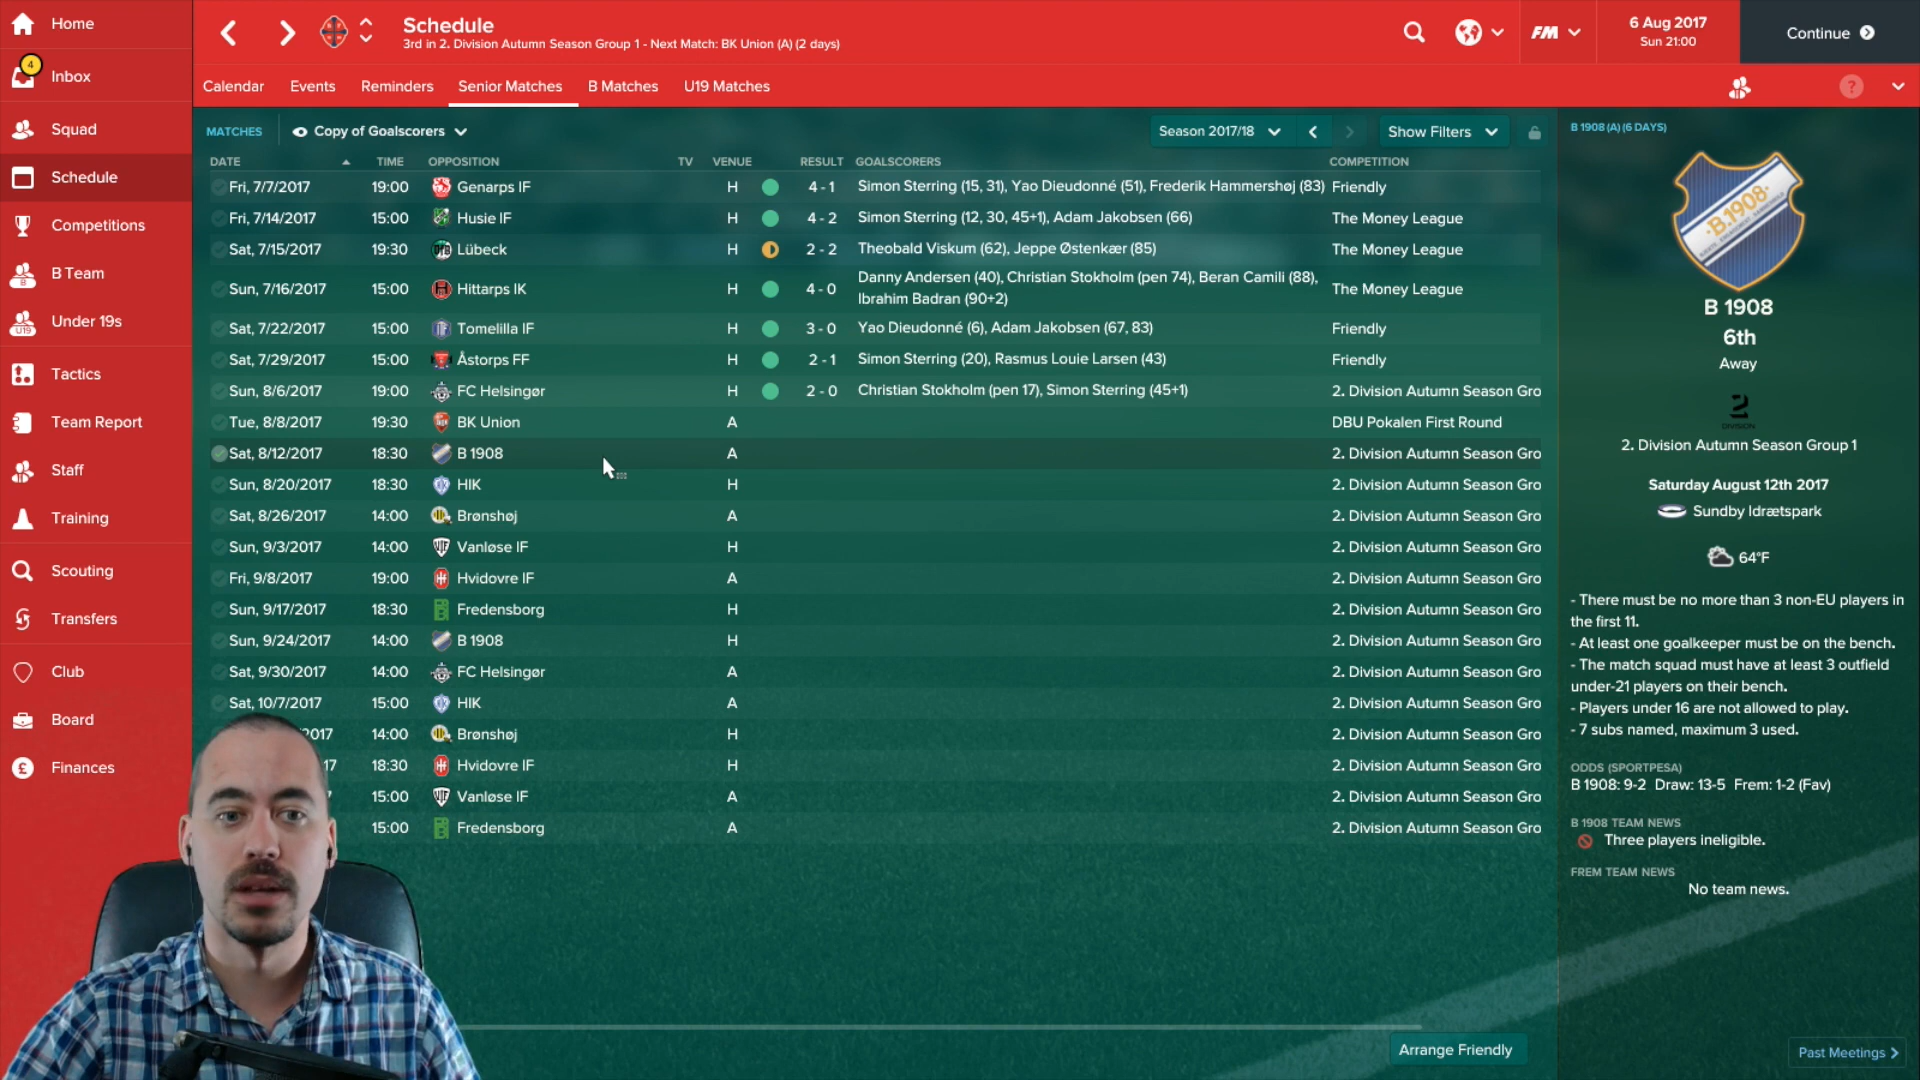 Home
4
Inbox
Squad
Schedule
Competitions
B Team
Under 19s
Tactics
Team Report
Staff
Training
Scouting
Transfers
Club
Board
Finances
Schedule
3rd in 2. Division Autumn Season Group 1 - Next Match: BK Union (A) (2 days)
FM
6 Aug 2017
Sun 21:00
Continue
Calendar Events Reminders Senior Matches B Matches U19 Matches
?
MATCHES Copy of Goalscorers Season 2017/18 Show Filters
DATE TIME OPPOSITION TV VENUE RESULT GOALSCORERS COMPETITION
Fri, 7/7/2017 19:00 Genarps IF H 4 - 1 Simon Sterring (15, 31), Yao Dieudonné (51), Frederik Hammershøj (83) Friendly
Fri, 7/14/2017 15:00 Husie IF H 4 - 2 Simon Sterring (12, 30, 45+1), Adam Jakobsen (66) The Money League
Sat, 7/15/2017 19:30 Lübeck H 2 - 2 Theobald Viskum (62), Jeppe Østenkær (85) The Money League
Sun, 7/16/2017 15:00 Hittarps IK H 4 - 0 Danny Andersen (40), Christian Stokholm (pen 74), Beran Camili (88), The Money League
Ibrahim Badran (90+2)
Sat, 7/22/2017 15:00 Tomelilla IF H 3 - 0 Yao Dieudonné (6), Adam Jakobsen (67, 83) Friendly
Sat, 7/29/2017 15:00 Åstorps FF H 2 - 1 Simon Sterring (20), Rasmus Louie Larsen (43) Friendly
Sun, 8/6/2017 19:00 FC Helsingør H 2 - 0 Christian Stokholm (pen 17), Simon Sterring (45+1) 2. Division Autumn Season Gro
Tue, 8/8/2017 19:30 BK Union A DBU Pokalen First Round
Sat, 8/12/2017 18:30 B 1908 A 2. Division Autumn Season Gro
Sun, 8/20/2017 18:30 HIK H 2. Division Autumn Season Gro
Sat, 8/26/2017 14:00 Brønshøj A 2. Division Autumn Season Gro
Sun, 9/3/2017 14:00 Vanløse IF H 2. Division Autumn Season Gro
Fri, 9/8/2017 19:00 Hvidovre IF A 2. Division Autumn Season Gro
Sun, 9/17/2017 18:30 Fredensborg H 2. Division Autumn Season Gro
Sun, 9/24/2017 14:00 B 1908 H 2. Division Autumn Season Gro
Sat, 9/30/2017 14:00 FC Helsingør A 2. Division Autumn Season Gro
Sat, 10/7/2017 15:00 HIK A 2. Division Autumn Season Gro
2017 14:00 Brønshøj H 2. Division Autumn Season Gro
17 18:30 Hvidovre IF H 2. Division Autumn Season Gro
15:00 Vanløse IF A 2. Division Autumn Season Gro
15:00 Fredensborg A 2. Division Autumn Season Gro
Arrange Friendly
B 1908 (A) (6 DAYS)
B.1908
B 1908
6th
Away
2
DIVISION
2. Division Autumn Season Group 1
Saturday August 12th 2017
Sundby Idrætspark
64°F
- There must be no more than 3 non-EU players in
the first 11.
- At least one goalkeeper must be on the bench.
- The match squad must have at least 3 outfield
under-21 players on their bench.
- Players under 16 are not allowed to play.
- 7 subs named, maximum 3 used.
ODDS (SPORTPESA)
B 1908: 9-2 Draw: 13-5 Frem: 1-2 (Fav)
B 1908 TEAM NEWS
Three players ineligible.
FREM TEAM NEWS
No team news.
Past Meetings